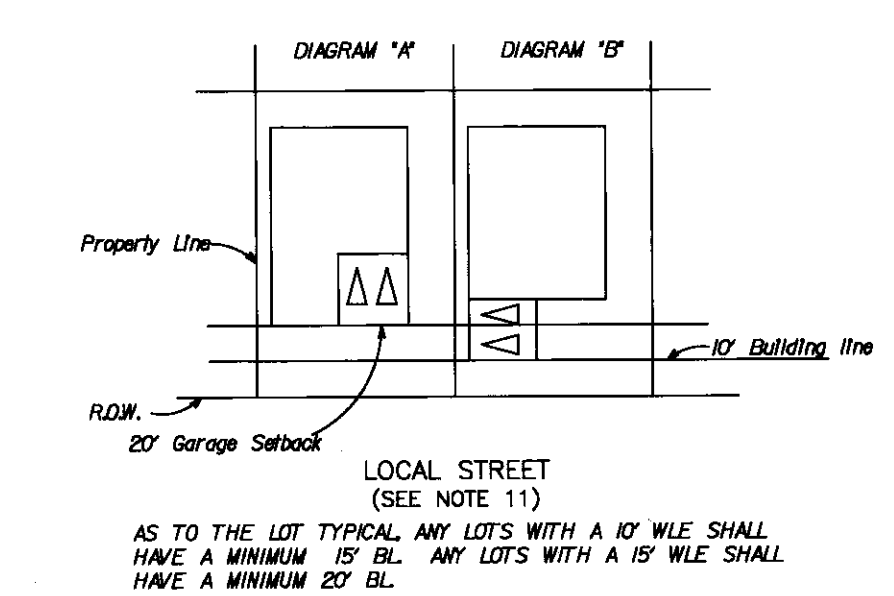 DIAGRAM "A" DIAGRAM "B"
Property Line
10' Building line
R.O.W.
20' Garage Setback
LOCAL STREET
(SEE NOTE 11)
AS TO THE LOT TYPICAL, ANY LOTS WITH A 10' WLE SHALL
HAVE A MINIMUM 15' BL. ANY LOTS WITH A 15' WLE SHALL
HAVE A MINIMUM 20' BL.